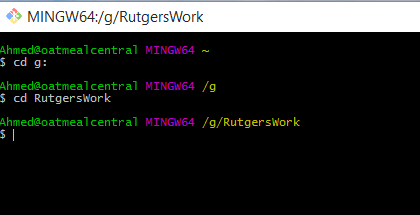 MINGW64:/g/RutgersWork
Ahmed@oatmealcentral MINGW64 ~
$ cd g:
Ahmed@oatmealcentral MINGW64 /g
$ cd RutgersWork
Ahmed@oatmealcentral MINGW64 /g/RutgersWork
$